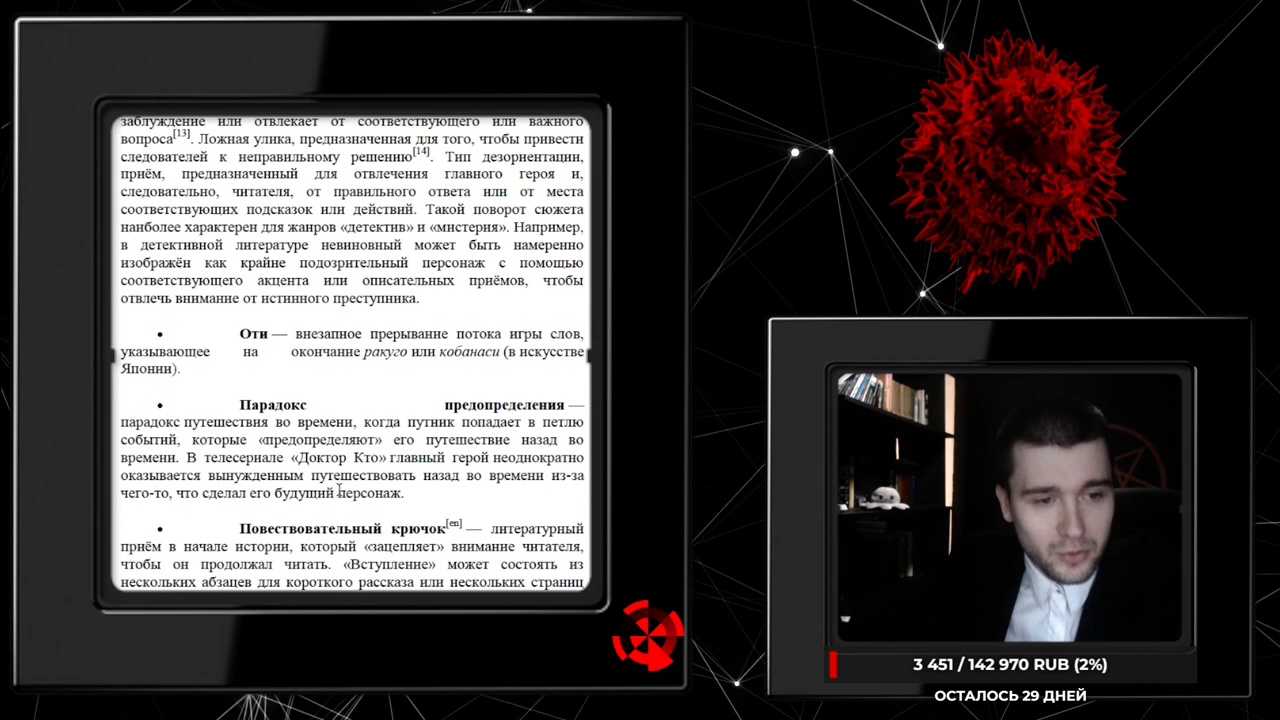 заблуждение или отвлекает от соответствующего или важного
вопроса[13]. Ложная улика, предназначенная для того, чтобы привести
следователей к неправильному решению[14]. Тип дезориентации,
приём, предназначенный для отвлечения главного героя и,
следовательно, читателя, от правильного ответа или от места
соответствующих подсказок или действий. Такой поворот сюжета
наиболее характерен для жанров «детектив» и «мистерия». Например,
в детективной литературе невиновный может быть намеренно
изображён как крайне подозрительный персонаж с помощью
соответствующего акцента или описательных приёмов, чтобы
отвлечь внимание от истинного преступника.
• Оти — внезапное прерывание потока игры слов,
указывающее на окончание ракуго или кобанаси (в искусстве
Японии).
• Парадокс предопределения —
парадокс путешествия во времени, когда путник попадает в петлю
событий, которые «предопределяют» его путешествие назад во
времени. В телесериале «Доктор Кто» главный герой неоднократно
оказывается вынужденным путешествовать назад во времени из-за
чего-то, что сделал его будущий персонаж.
• Повествовательный крючок[en] — литературный
приём в начале истории, который «зацепляет» внимание читателя,
чтобы он продолжал читать. «Вступление» может состоять из
нескольких абзацев для короткого рассказа или нескольких страниц
3 451 / 142 970 RUB (2%)
ОСТАЛОСЬ 29 ДНЕЙ